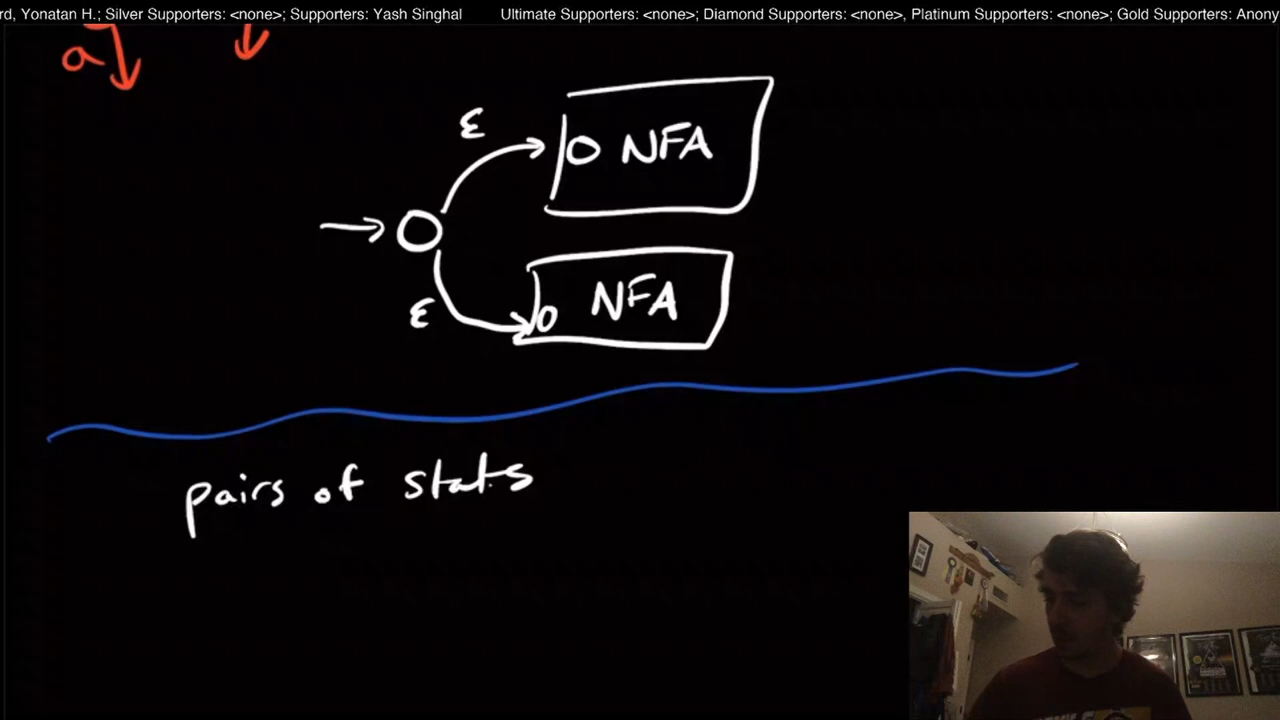 rd, Yonatan H.; Silver Supporters: <none>; Supporters: Yash Singhal Ultimate Supporters: <none>; Diamond Supporters: <none>, Platinum Supporters: <none>; Gold Supporters: Anony
a
ε
NFA
ε
NFA
pairs of states